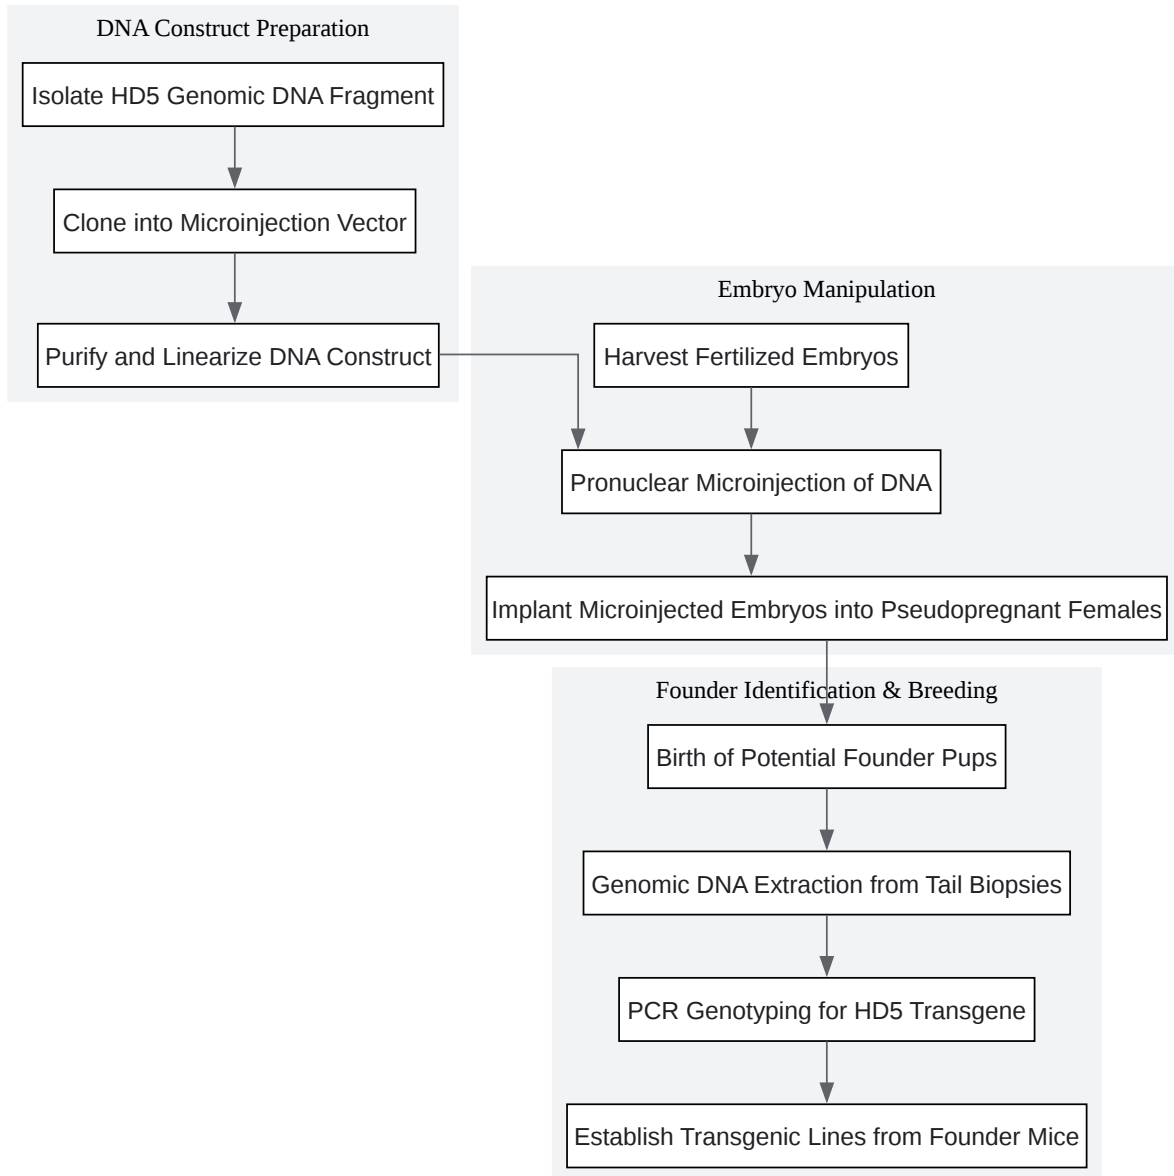 DNA Construct Preparation
Isolate HD5 Genomic DNA Fragment
Clone into Microinjection Vector
Purify and Linearize DNA Construct
Embryo Manipulation
Harvest Fertilized Embryos
Pronuclear Microinjection of DNA
Implant Microinjected Embryos into Pseudopregnant Females
Founder Identification & Breeding
Birth of Potential Founder Pups
Genomic DNA Extraction from Tail Biopsies
PCR Genotyping for HD5 Transgene
Establish Transgenic Lines from Founder Mice